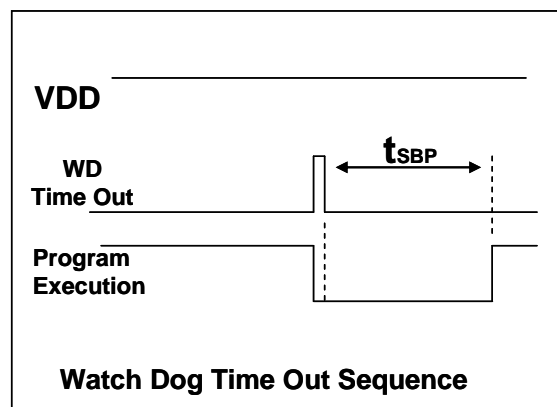 VDD
tSBP
WD
Time Out
Program
Execution
Watch Dog Time Out Sequence